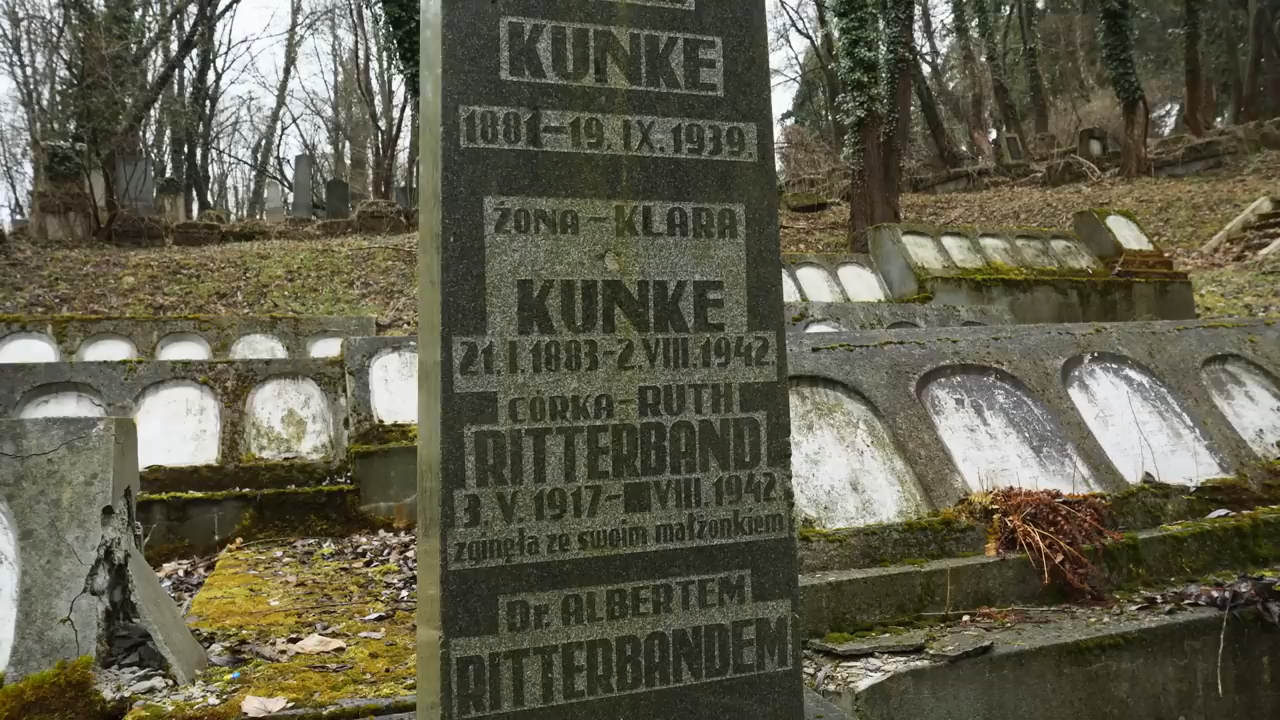 KUNKE
1881-19.IX.1939.
ŻONA-KLARA
KUNKE
21.I.1883-2.VIII.1942.
CÓRKA-RUTH
RITTERBAND
3.V.1917- VIII.1942.
zginęła ze swoim małżonkiem
Dr. ALBERTEM
RITTERBANDEM